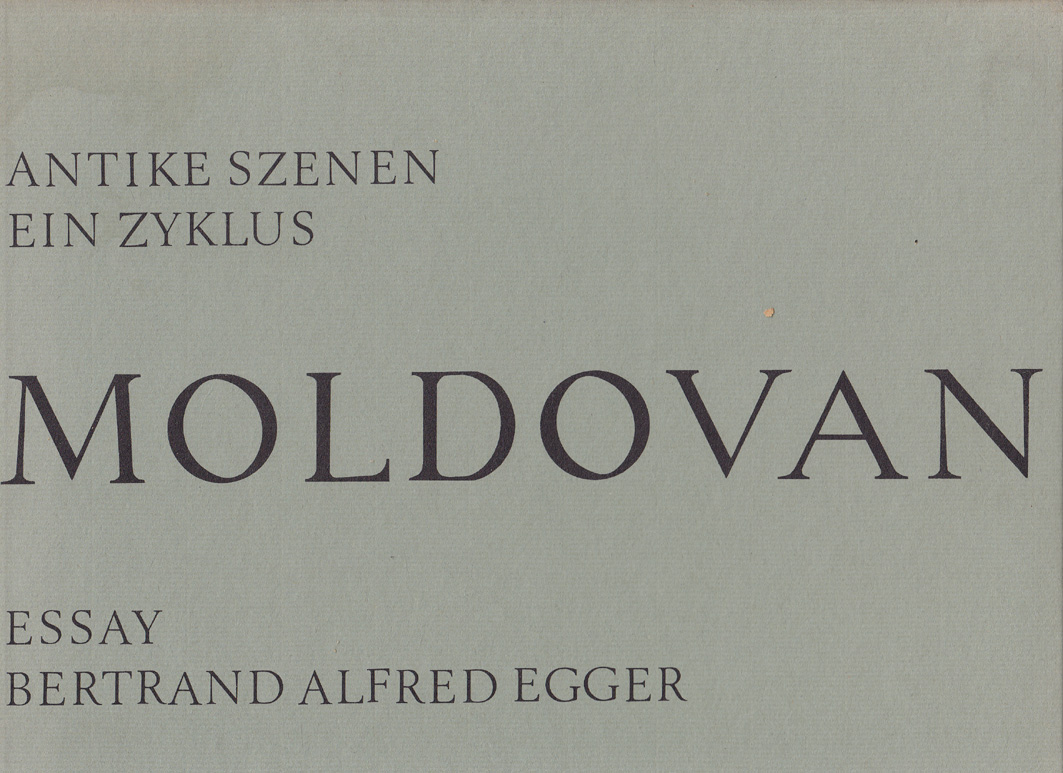 ANTIKE SZENEN
EIN ZYKLUS
MOLDOVAN
ESSAY
BERTRAND ALFRED EGGER